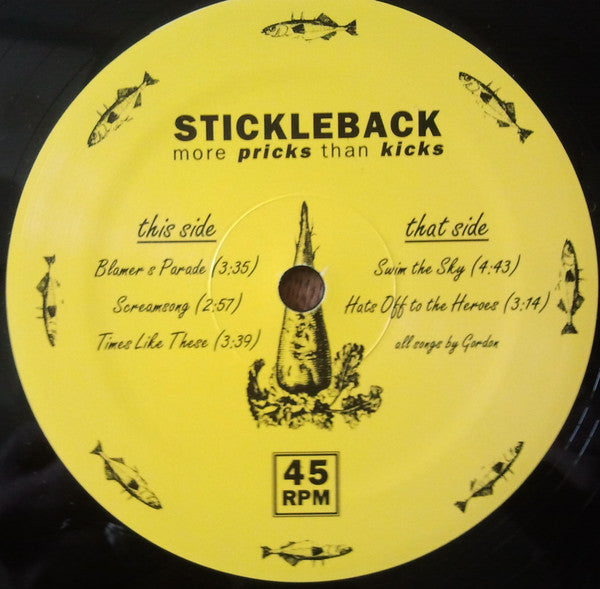 STICKLEBACK
more pricks than kicks
this side
Blamer s Parade (3:35)
Screamsong (2:57)
Times Like These (3:39)
that side
Swim the Sky (4:43)
Hats Off to the Heroes (3:14)
all songs by Gordon
45
RPM